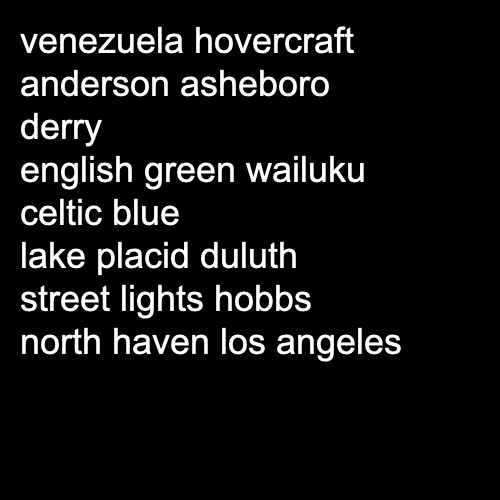 venezuela hovercraft
anderson asheboro
derry
english green wailuku
celtic blue
lake placid duluth
street lights hobbs
north haven los angeles